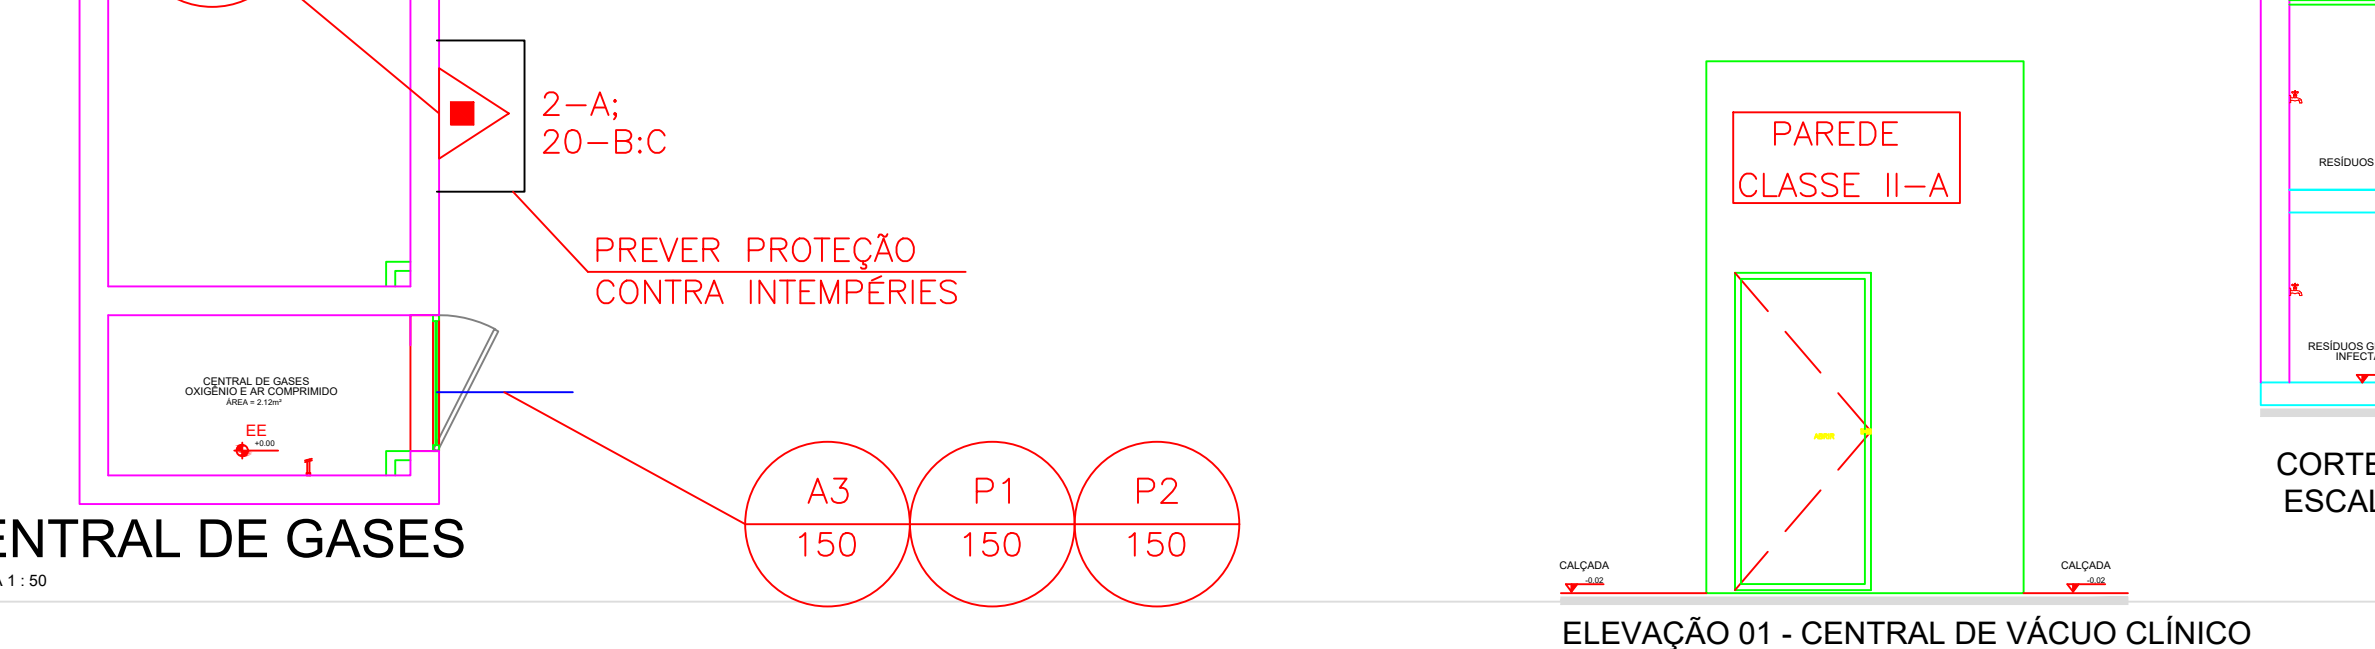 2-A;
20-B:C
PREVER PROTEÇÃO
CONTRA INTEMPÉRIES
CENTRAL DE GASES
OXIGÊNIO E AR COMPRIMIDO
ÁREA = 2.12m²
EE
+0.00
A3
150
P1
150
P2
150
ENTRAL DE GASES
A 1 : 50
PAREDE
CLASSE II-A
CALÇADA
-0.02
CALÇADA
-0.02
ELEVAÇÃO 01 - CENTRAL DE VÁCUO CLÍNICO
RESÍDUOS
RESÍDUOS G
INFECT
CORTE
ESCAL